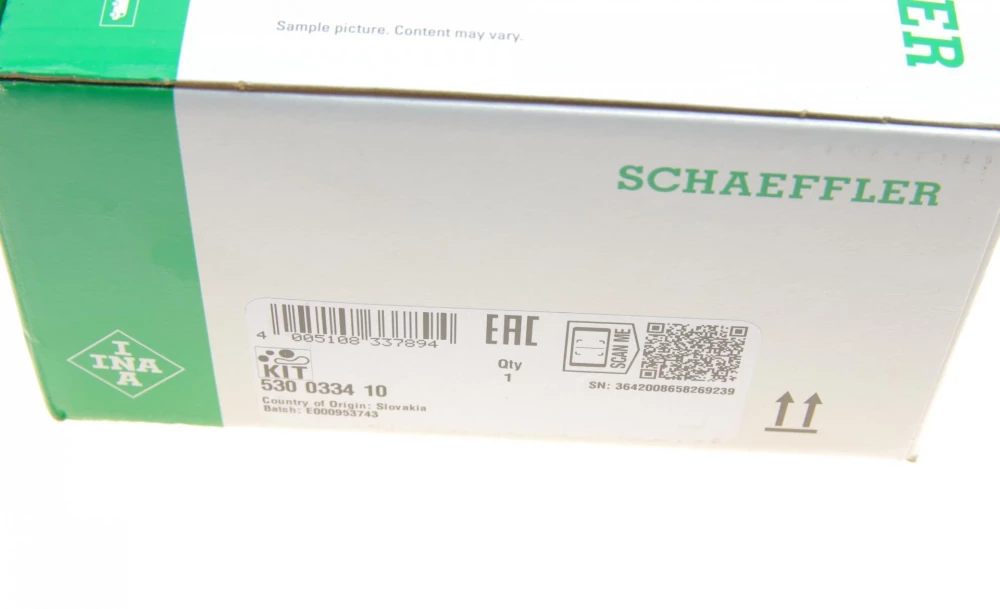 Sample picture. Content may vary.
ER
SCHAEFFLER
4 005108 337894
EAC
KIT
530 0334 10
Qty
1
SCAN ME
SN: 3642008658269239
Country of Origin: Slovakia
Batch: E000953743
I
INA
A